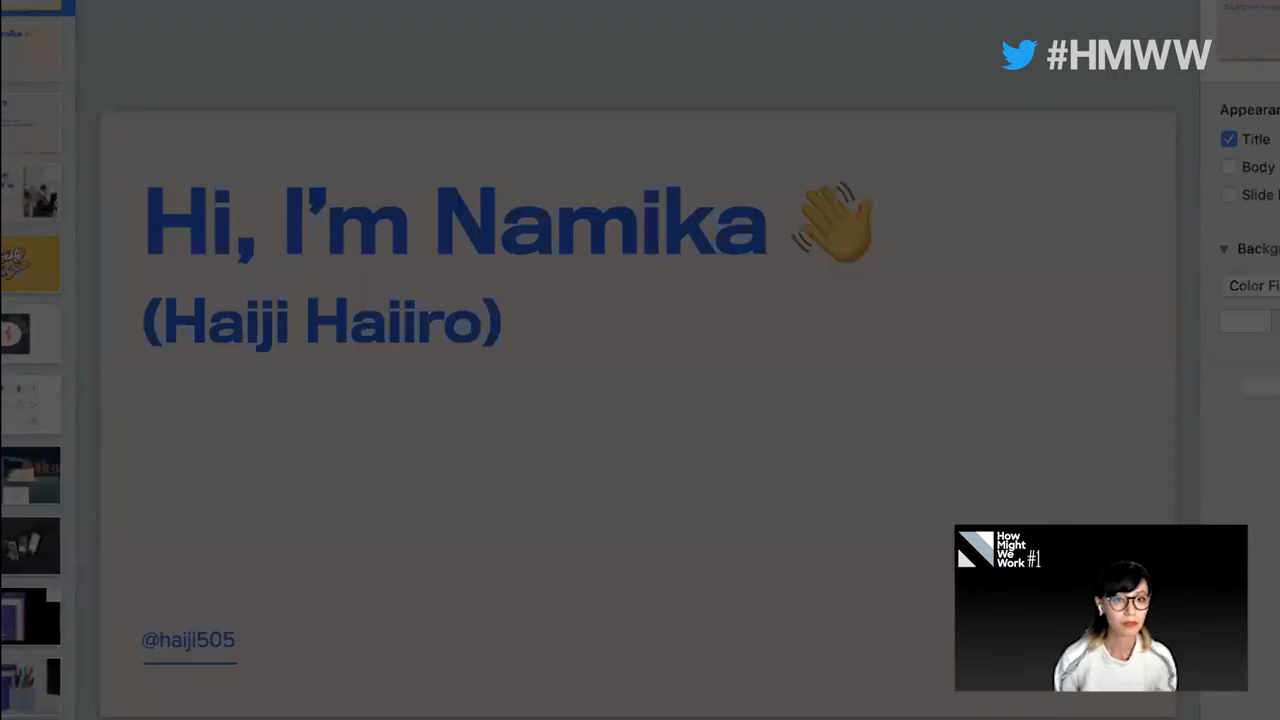 #HMWW
Appearan
Title
Body
Slide
Backg
Color Fi
Hi, I'm Namika 👋
(Haiji Haiiro)
@haiji505
How
Might
We
Work #1